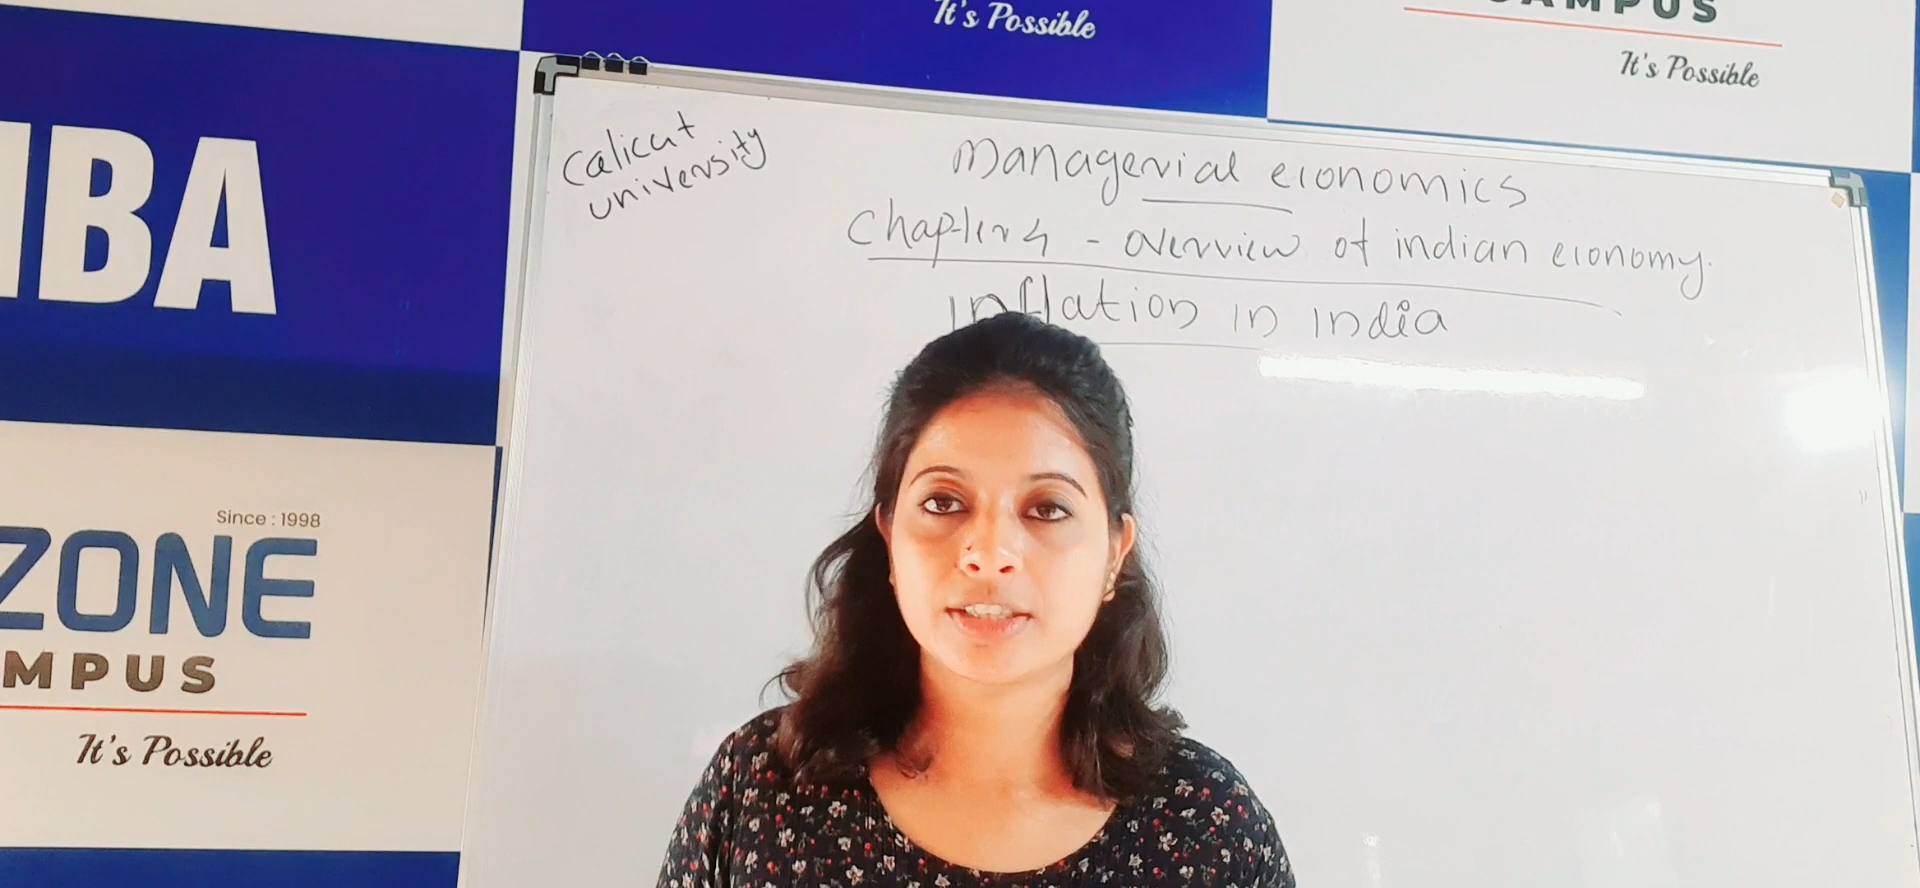 It's Possible
CAMPUS
It's Possible
BA
Since : 1998
ZONE
MPUS
It's Possible
Calicut
university
Managerial economics
Chapter 4 - overview of indian economy.
inflation in india